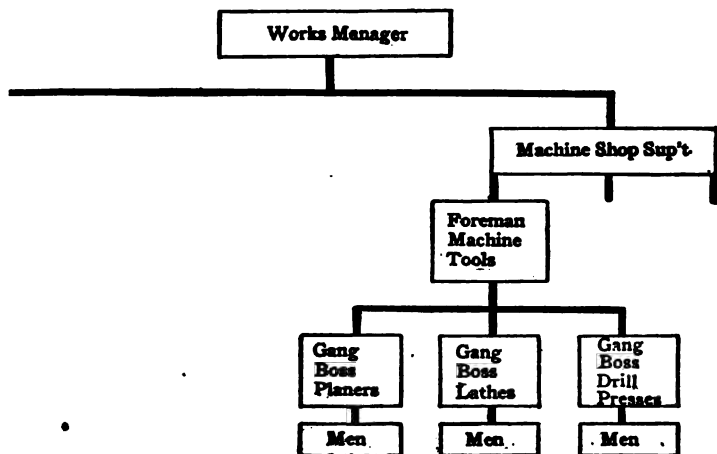 Works Manager
Machine Shop Sup't.
Foreman
Machine
Tools
Gang
Boss
Planers
Gang
Boss
Lathes
Gang
Boss
Drill
Presses
Men
Men
Men